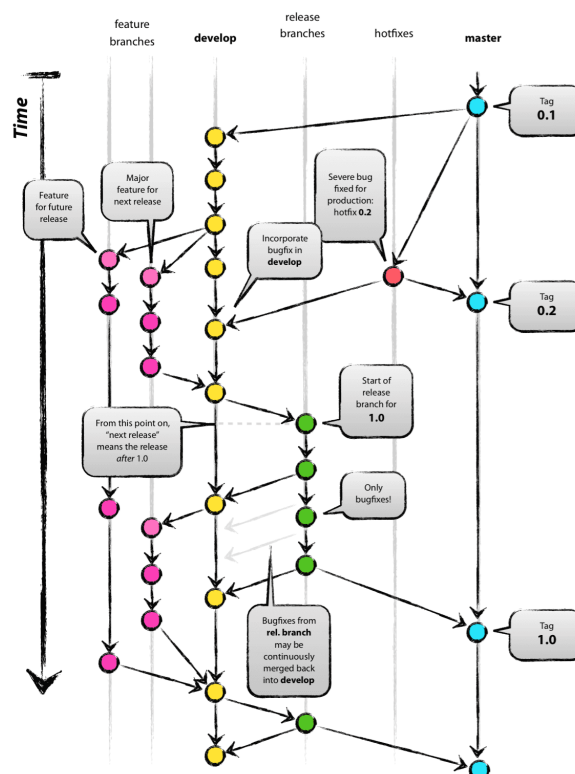 feature
branches
develop
release
branches
hotfixes
master
Time
Tag
0.1
Major
feature for
next release
Feature
for future
release
Severe bug
fixed for
production:
hotfix 0.2
Incorporate
bugfix in
develop
Tag
0.2
Start of
release
branch for
1.0
From this point on,
“next release”
means the release
after 1.0
Only
bugfixes!
Bugfixes from
rel. branch
may be
continuously
merged back
into develop
Tag
1.0